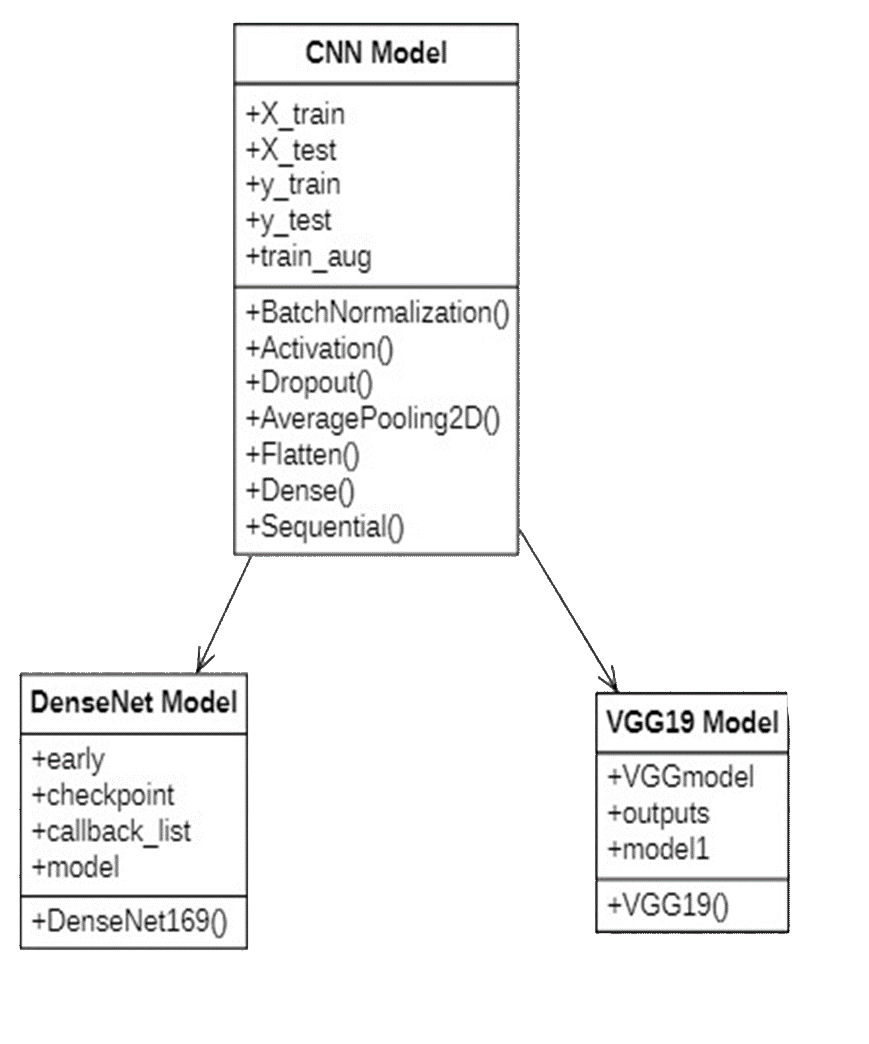 CNN Model
+X_train
+X_test
+y_train
+y_test
+train_aug
+BatchNormalization()
+Activation()
+Dropout()
+AveragePooling2D()
+Flatten()
+Dense()
+Sequential()
DenseNet Model
+early
+checkpoint
+callback_list
+model
+DenseNet169()
VGG19 Model
+VGGmodel
+outputs
+model1
+VGG19()